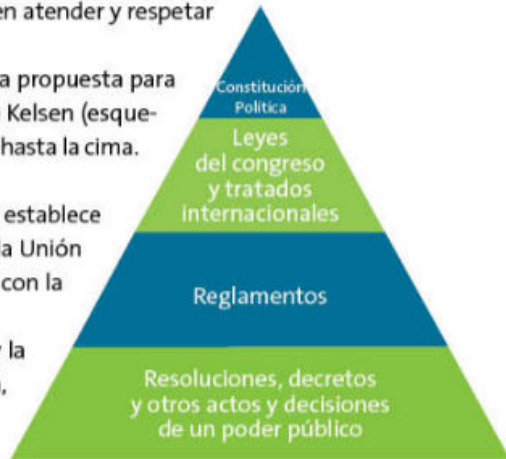 en atender y respetar
a propuesta para
Kelsen (esque-
hasta la cima.
establece
la Unión
con la
la
Constitución
Política
Leyes
del congreso
y tratados
internacionales
Reglamentos
Resoluciones, decretos
y otros actos y decisiones
de un poder público